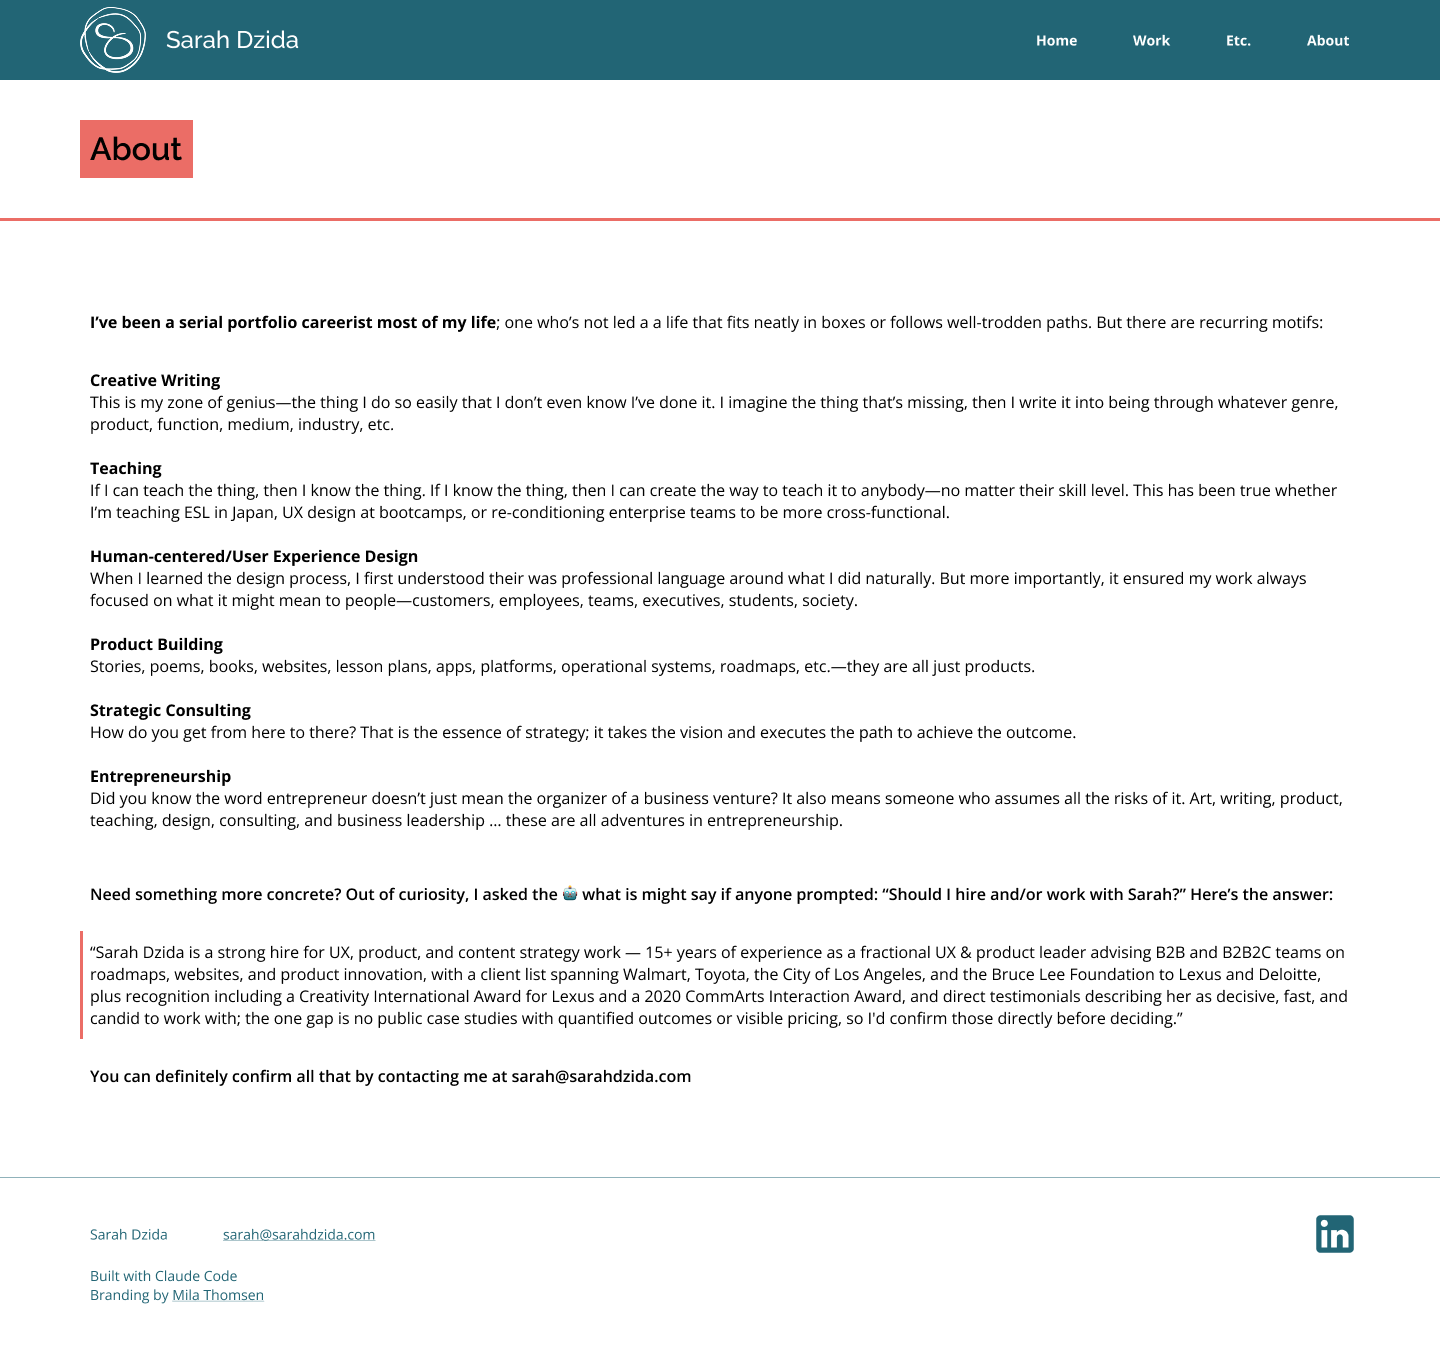 Sarah Dzida
Home
Work
Etc.
About
About
I’ve been a serial portfolio careerist most of my life; one who’s not led a a life that fits neatly in boxes or follows well-trodden paths. But there are recurring motifs:
Creative Writing
This is my zone of genius—the thing I do so easily that I don’t even know I’ve done it. I imagine the thing that’s missing, then I write it into being through whatever genre,
product, function, medium, industry, etc.
Teaching
If I can teach the thing, then I know the thing. If I know the thing, then I can create the way to teach it to anybody—no matter their skill level. This has been true whether
I’m teaching ESL in Japan, UX design at bootcamps, or re-conditioning enterprise teams to be more cross-functional.
Human-centered/User Experience Design
When I learned the design process, I first understood their was professional language around what I did naturally. But more importantly, it ensured my work always
focused on what it might mean to people—customers, employees, teams, executives, students, society.
Product Building
Stories, poems, books, websites, lesson plans, apps, platforms, operational systems, roadmaps, etc.—they are all just products.
Strategic Consulting
How do you get from here to there? That is the essence of strategy; it takes the vision and executes the path to achieve the outcome.
Entrepreneurship
Did you know the word entrepreneur doesn’t just mean the organizer of a business venture? It also means someone who assumes all the risks of it. Art, writing, product,
teaching, design, consulting, and business leadership … these are all adventures in entrepreneurship.
Need something more concrete? Out of curiosity, I asked the 🤖 what is might say if anyone prompted: “Should I hire and/or work with Sarah?” Here’s the answer:
“Sarah Dzida is a strong hire for UX, product, and content strategy work — 15+ years of experience as a fractional UX & product leader advising B2B and B2B2C teams on
roadmaps, websites, and product innovation, with a client list spanning Walmart, Toyota, the City of Los Angeles, and the Bruce Lee Foundation to Lexus and Deloitte,
plus recognition including a Creativity International Award for Lexus and a 2020 CommArts Interaction Award, and direct testimonials describing her as decisive, fast, and
candid to work with; the one gap is no public case studies with quantified outcomes or visible pricing, so I'd confirm those directly before deciding.”
You can definitely confirm all that by contacting me at sarah@sarahdzida.com
Sarah Dzida
sarah@sarahdzida.com
in
Built with Claude Code
Branding by Mila Thomsen